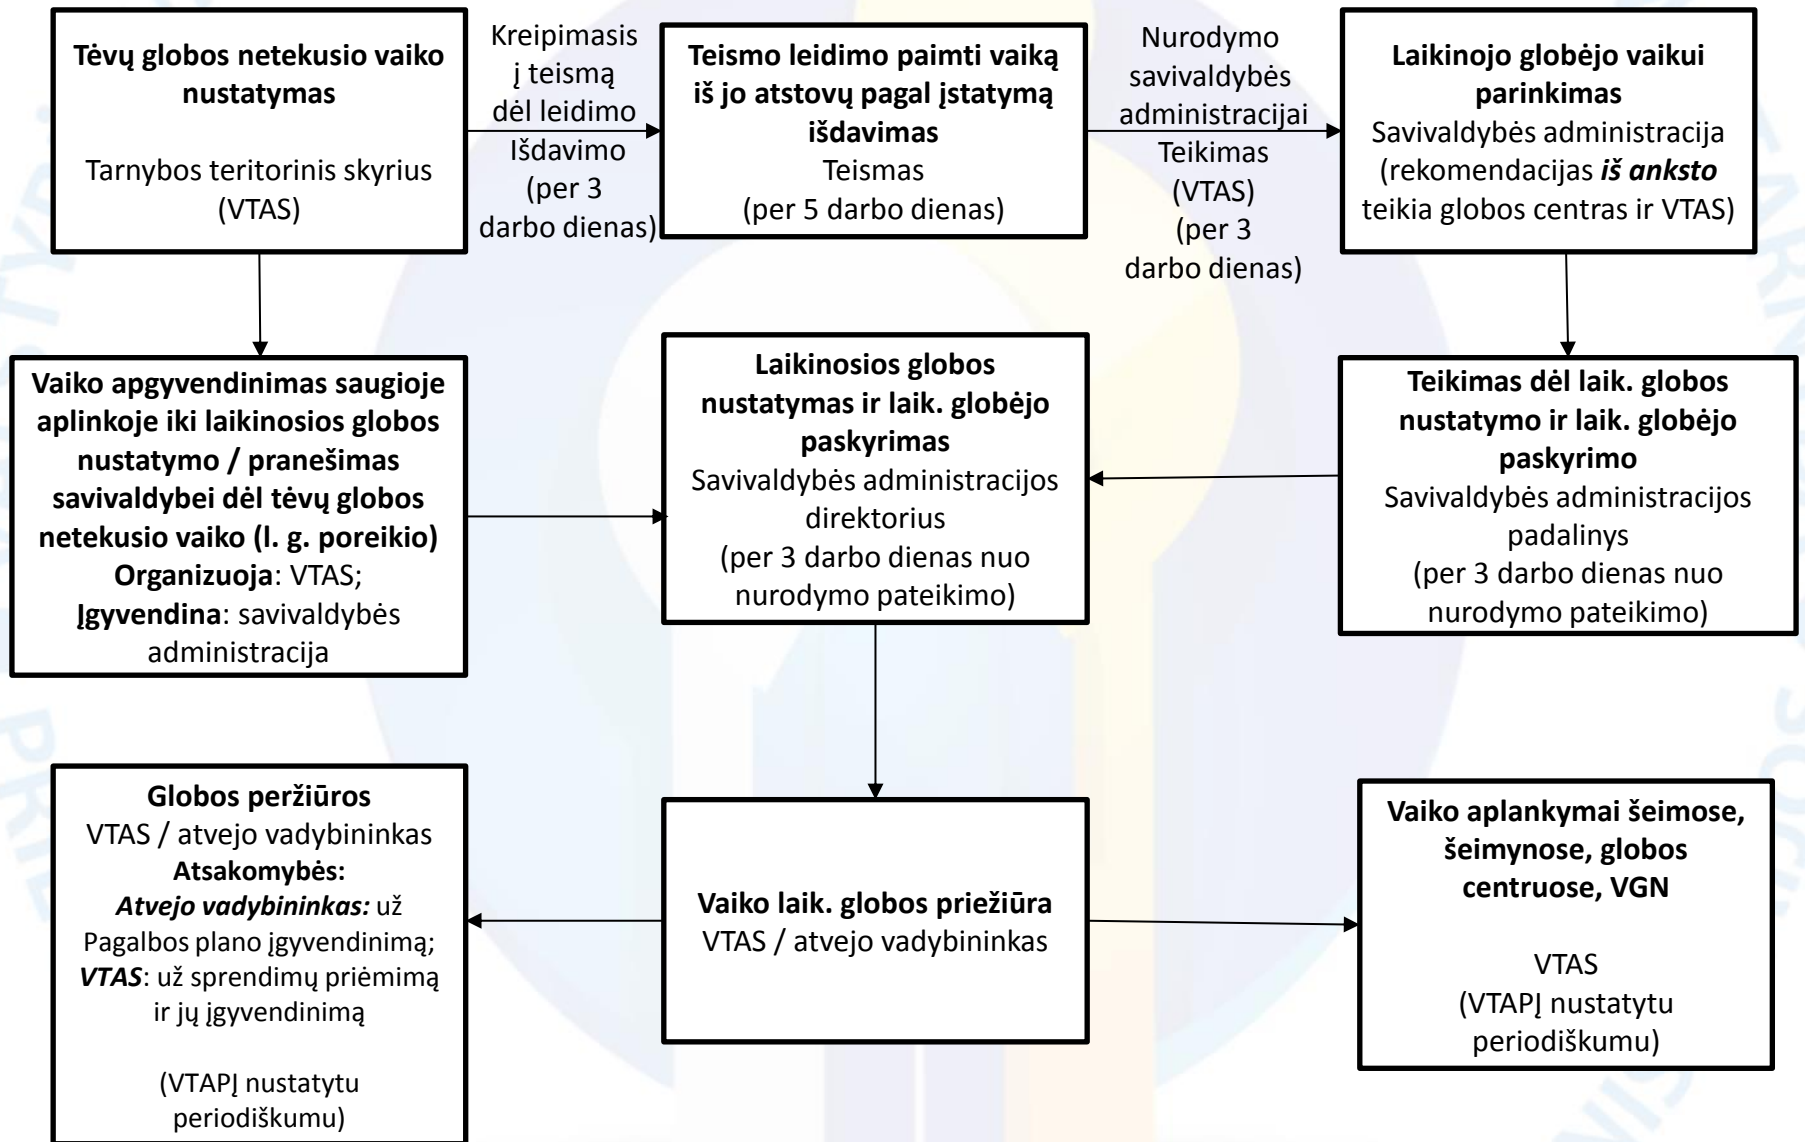 Tėvų globos netekusio vaiko
nustatymas
Tarnybos teritorinis skyrius
(VTAS)
Kreipimasis
į teismą
dėl leidimo
Išdavimo
(per 3
darbo dienas)
Teismo leidimo paimti vaiką
iš jo atstovų pagal įstatymą
išdavimas
Teismas
(per 5 darbo dienas)
Nurodymo
savivaldybės
administracijai
Teikimas
(VTAS)
(per 3
darbo dienas)
Laikinojo globėjo vaikui
parinkimas
Savivaldybės administracija
(rekomendacijas iš anksto
teikia globos centras ir VTAS)
Vaiko apgyvendinimas saugioje
aplinkoje iki laikinosios globos
nustatymo / pranešimas
savivaldybei dėl tėvų globos
netekusio vaiko (l. g. poreikio)
Organizuoja: VTAS;
Įgyvendina: savivaldybės
administracija
Laikinosios globos
nustatymas ir laik. globėjo
paskyrimas
Savivaldybės administracijos
direktorius
(per 3 darbo dienas nuo
nurodymo pateikimo)
Teikimas dėl laik. globos
nustatymo ir laik. globėjo
paskyrimo
Savivaldybės administracijos
padalinys
(per 3 darbo dienas nuo
nurodymo pateikimo)
Globos peržiūros
VTAS / atvejo vadybininkas
Atsakomybės:
Atvejo vadybininkas: už
Pagalbos plano įgyvendinimą;
VTAS: už sprendimų priėmimą
ir jų įgyvendinimą
(VTAPĮ nustatytu
periodiškumu)
Vaiko laik. globos priežiūra
VTAS / atvejo vadybininkas
Vaiko aplankymai šeimose,
šeimynose, globos
centruose, VGN
VTAS
(VTAPĮ nustatytu
periodiškumu)